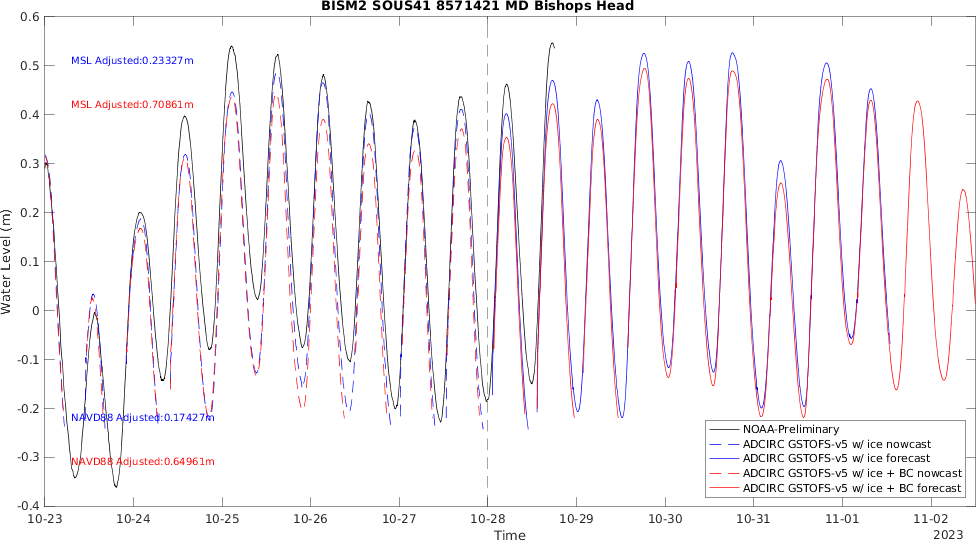 BISM2 SOUS41 8571421 MD Bishops Head
0.6
0.5
0.4
0.3
0.2
0.1
0
-0.1
-0.2
-0.3
-0.4
Water Level (m)
MSL Adjusted:0.23327m
MSL Adjusted:0.70861m
NAVD88 Adjusted:0.17427m
NAVD88 Adjusted:0.64961m
NOAA-Preliminary
ADCIRC GSTOFS-v5 w/ ice nowcast
ADCIRC GSTOFS-v5 w/ ice forecast
ADCIRC GSTOFS-v5 w/ ice + BC nowcast
ADCIRC GSTOFS-v5 w/ ice + BC forecast
10-23 10-24 10-25 10-26 10-27 10-28 10-29 10-30 10-31 11-01 11-02
Time
2023